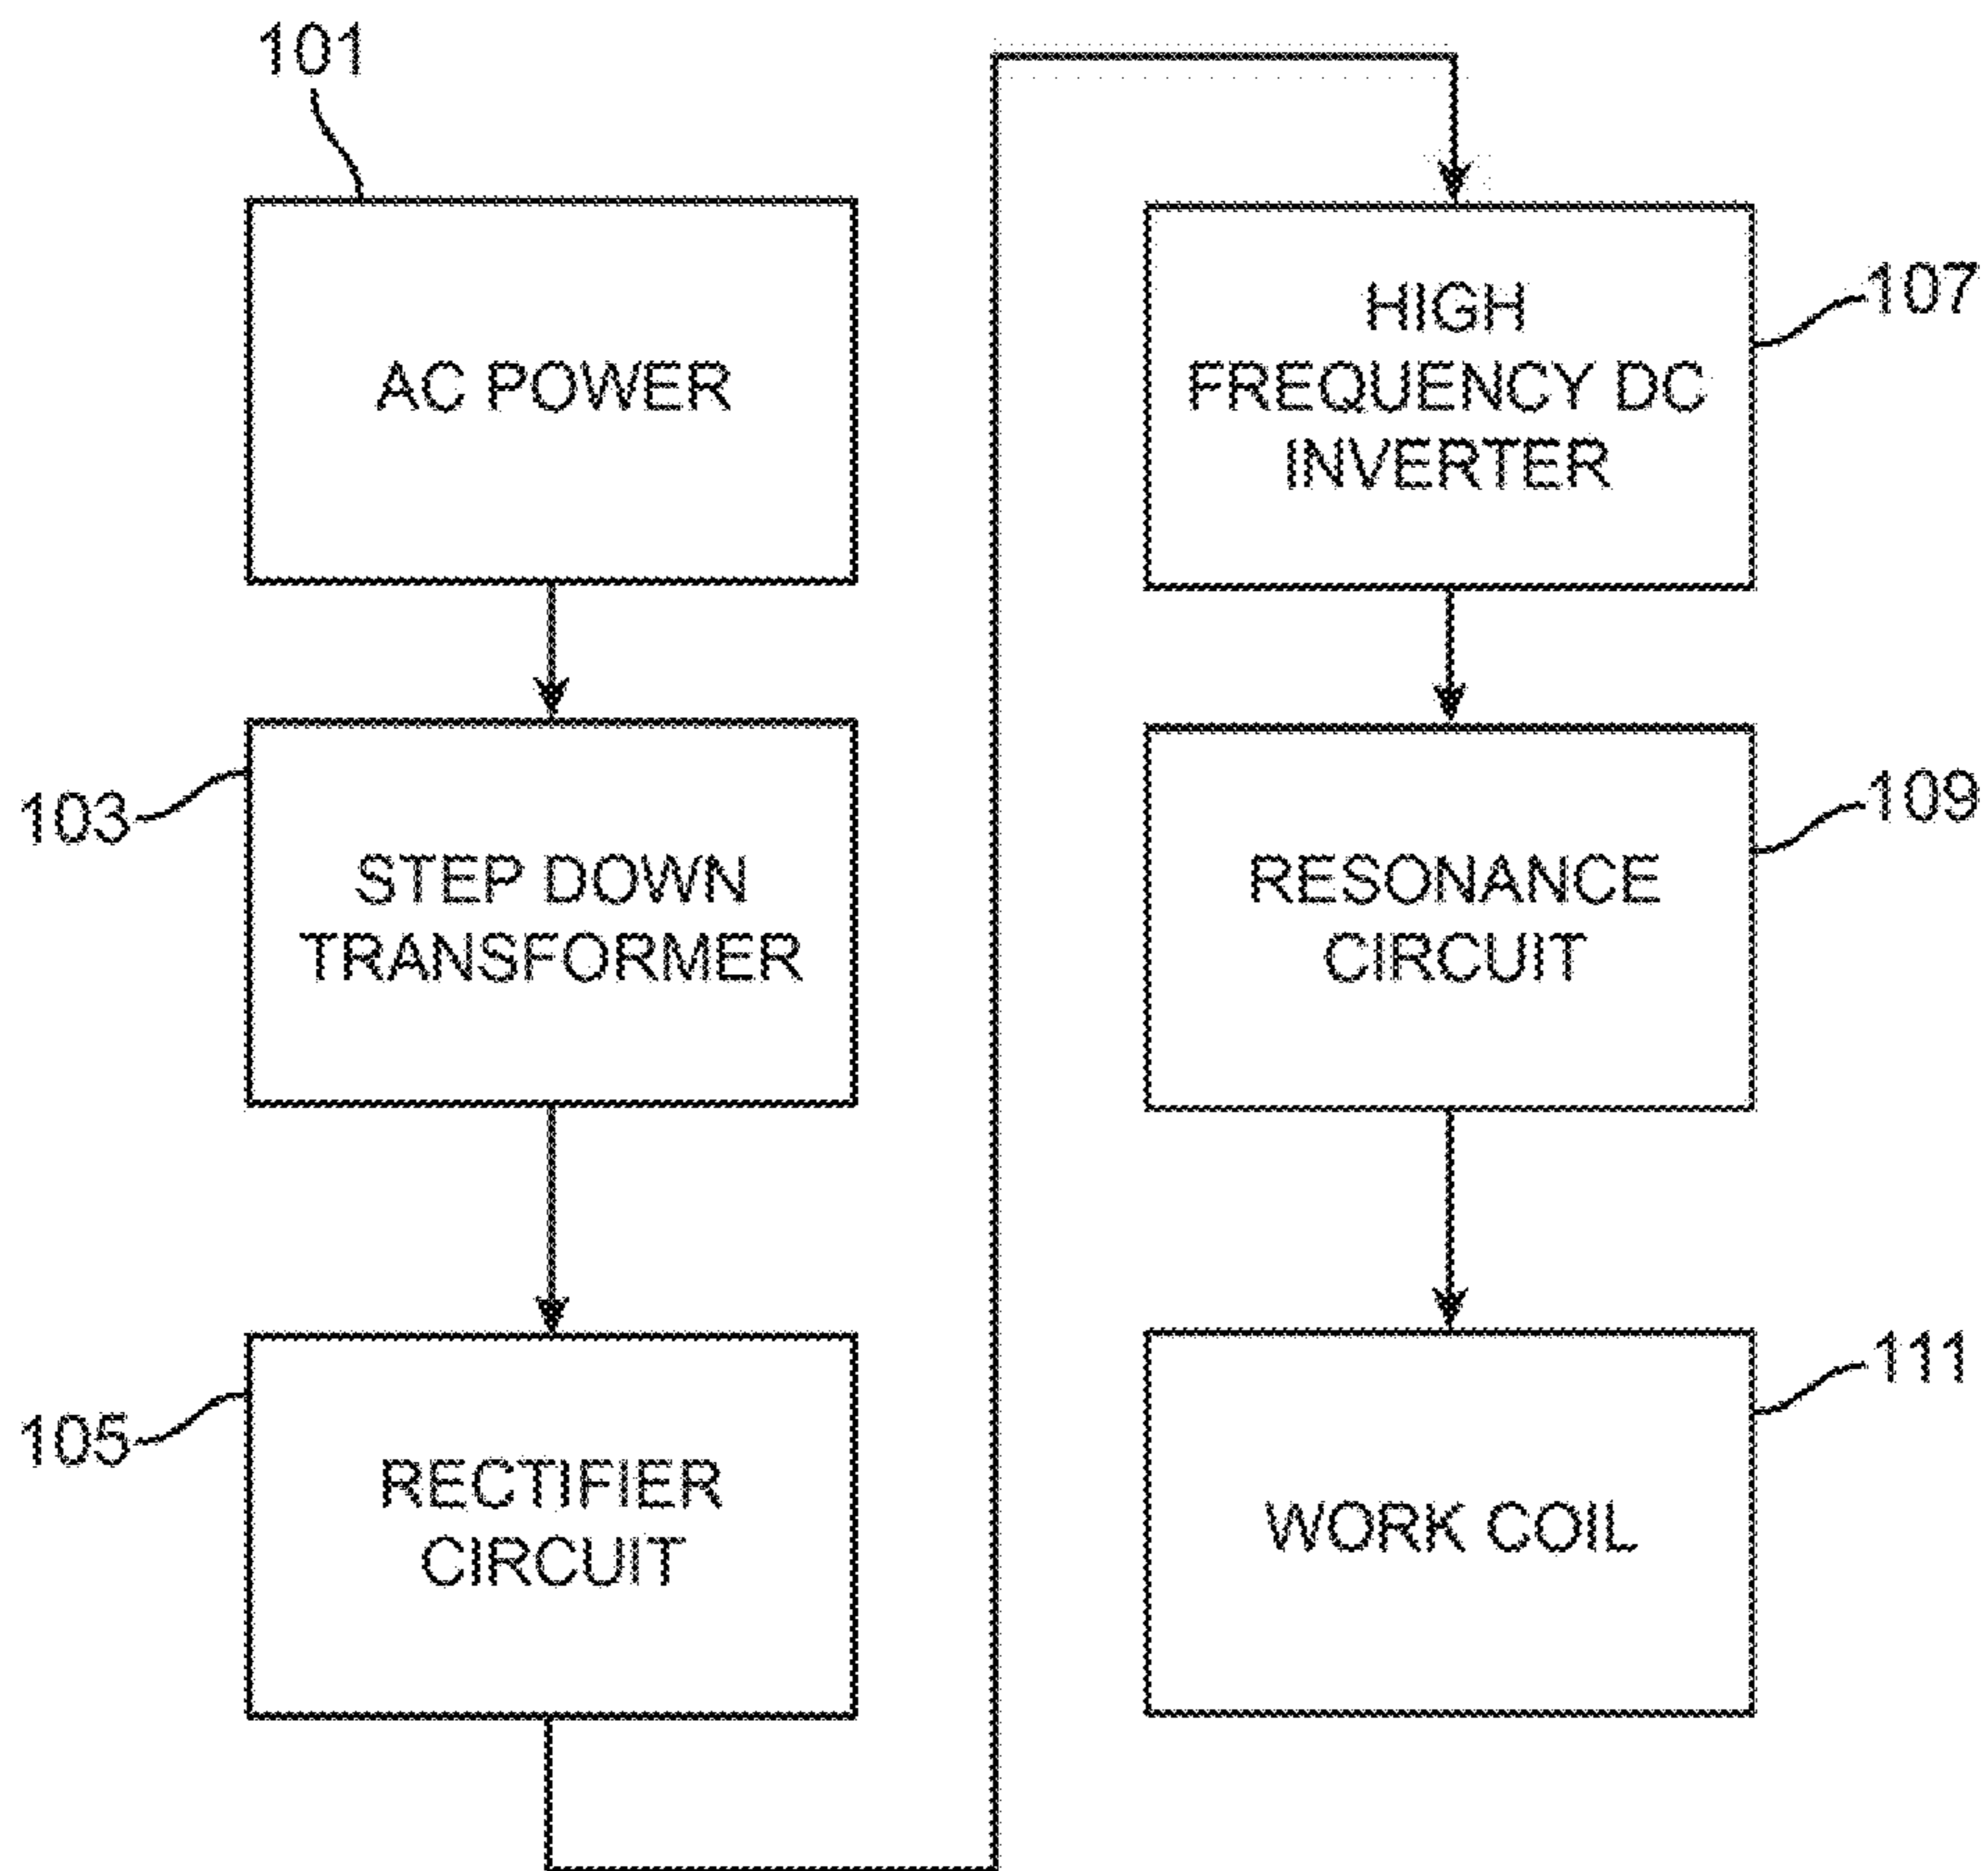 101
AC POWER
103
STEP DOWN
TRANSFORMER
105
RECTIFIER
CIRCUIT
107
HIGH
FREQUENCY DC
INVERTER
109
RESONANCE
CIRCUIT
111
WORK COIL